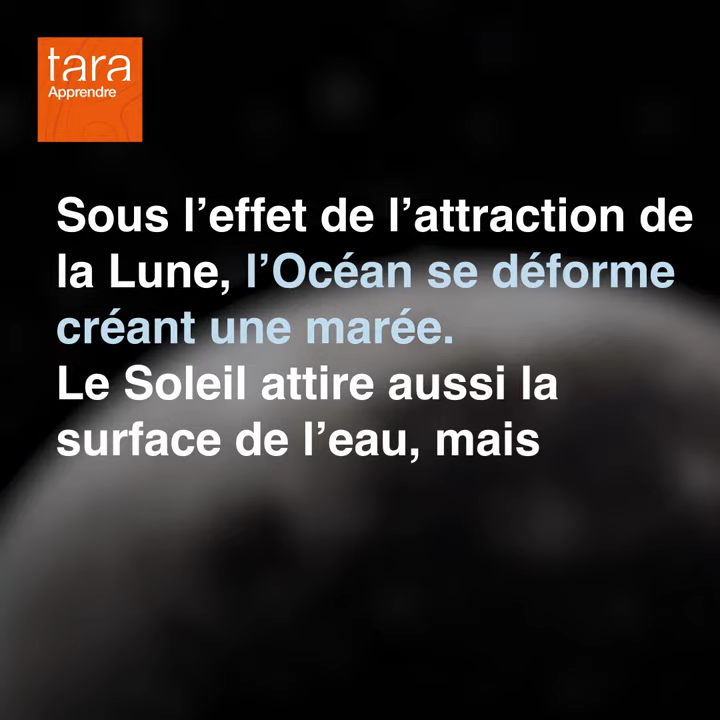 tara
Apprendre
Sous l’effet de l’attraction de
la Lune, l’Océan se déforme
créant une marée.
Le Soleil attire aussi la
surface de l’eau, mais